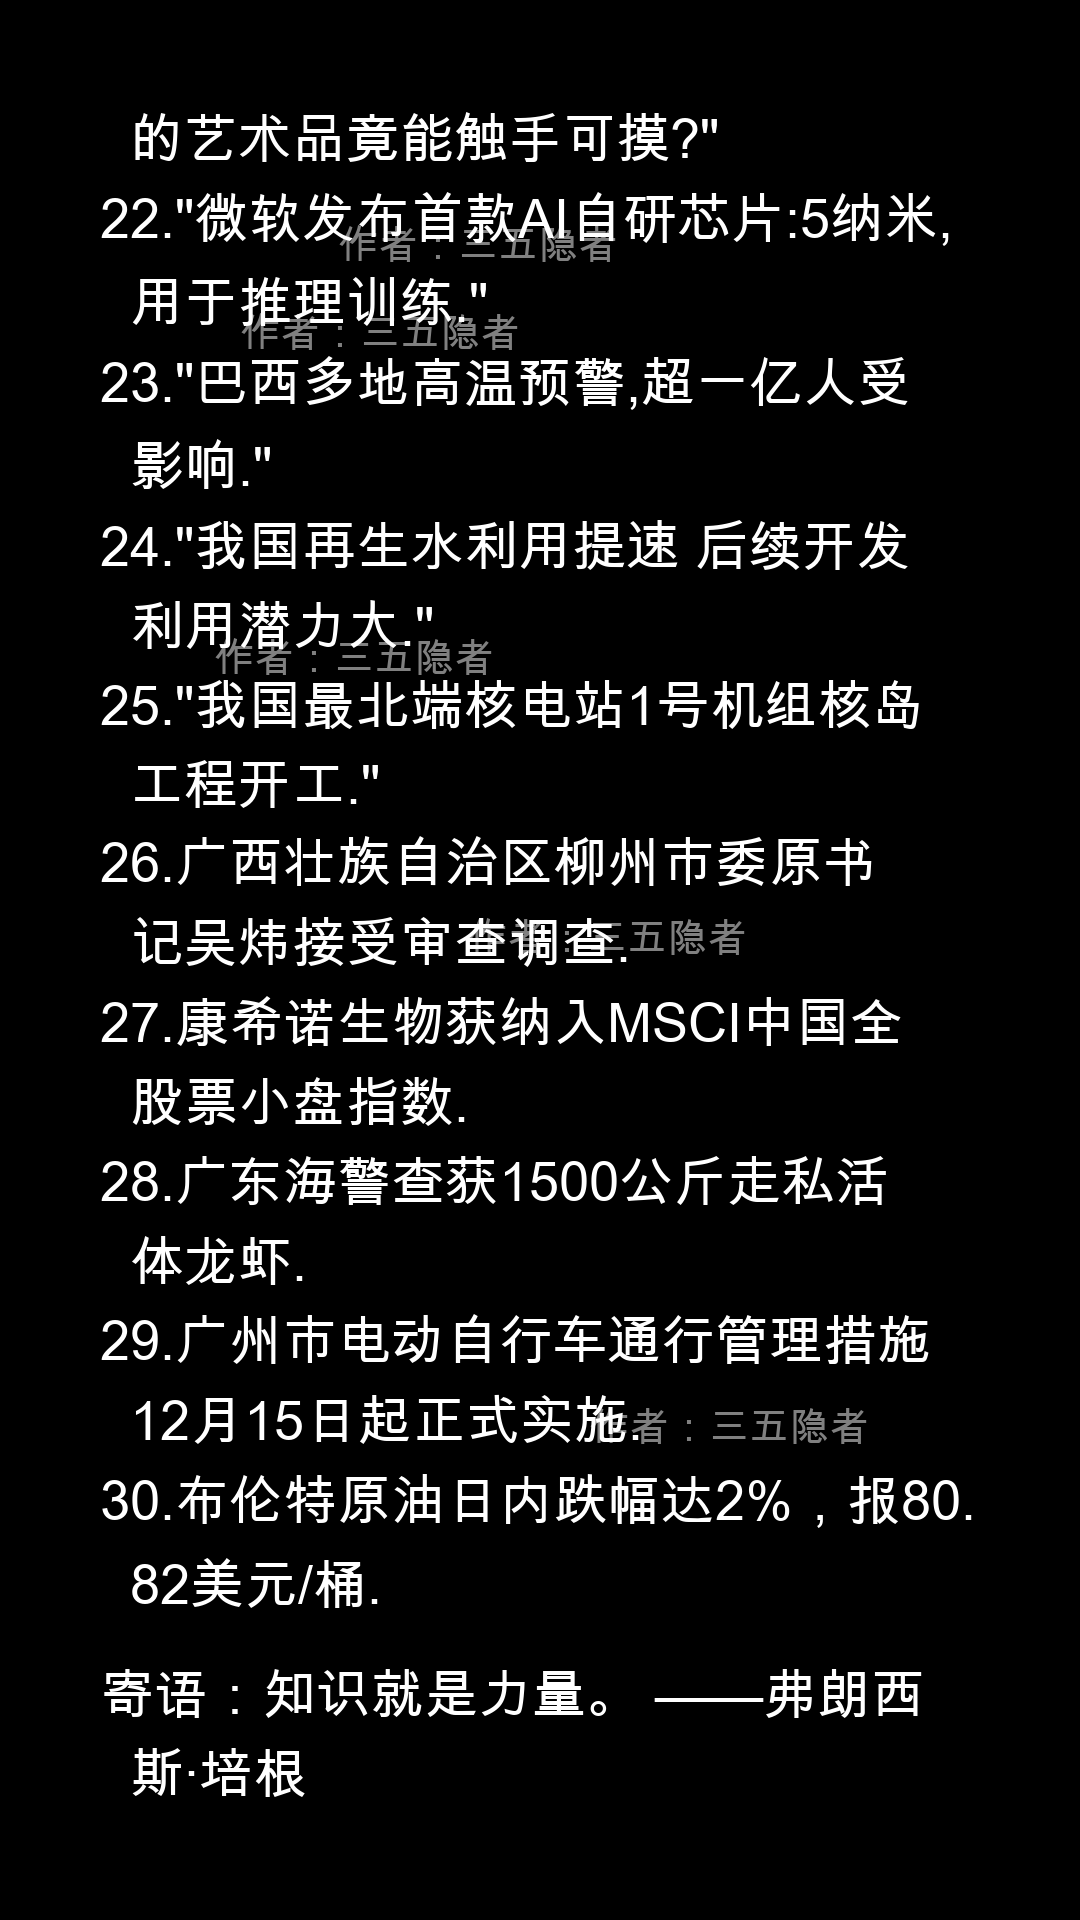 的艺术品竟能触手可摸?"
22."微软发布首款AI自研芯片:5纳米,
作者：三五隐者
用于推理训练."
作者：三五隐者
23."巴西多地高温预警,超一亿人受
影响."
24."我国再生水利用提速 后续开发
利用潜力大."
作者：三五隐者
25."我国最北端核电站1号机组核岛
工程开工."
26.广西壮族自治区柳州市委原书
记吴炜接受审查调查.
作者：三五隐者
27.康希诺生物获纳入MSCI中国全
股票小盘指数.
28.广东海警查获1500公斤走私活
体龙虾.
29.广州市电动自行车通行管理措施
12月15日起正式实施.
作者：三五隐者
30.布伦特原油日内跌幅达2%，报80.
82美元/桶.
寄语：知识就是力量。 ——弗朗西
斯·培根